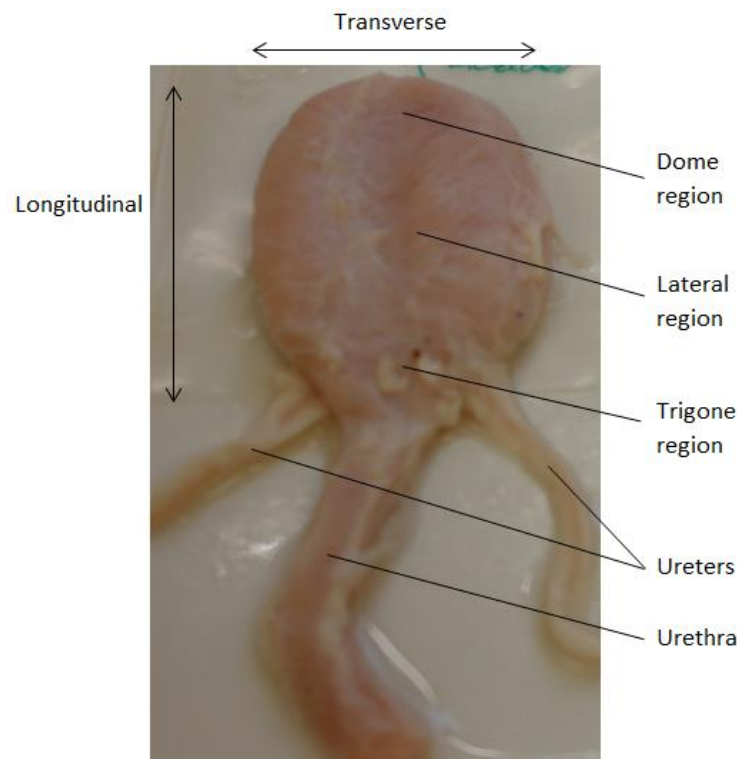 Transverse
Longitudinal
Dome
region
Lateral
region
Trigone
region
Ureters
Urethra